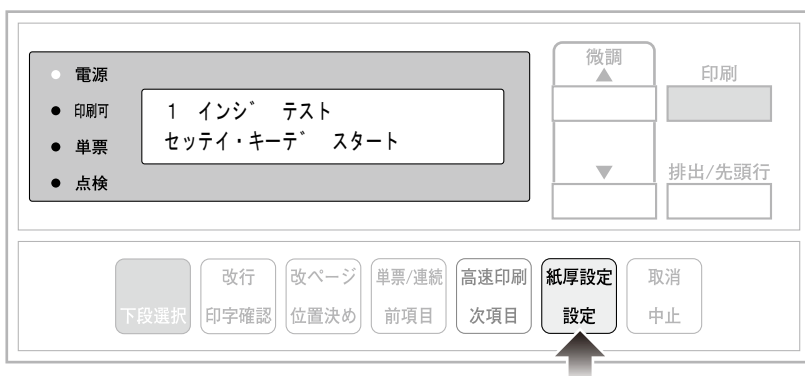 電源
印刷可
単票
点検
1 インジ テスト
セッテイ・キーデ スタート
微調
▲
▼
印刷
排出/先頭行
下段選択
改行
印字確認
改ページ
位置決め
単票/連続
前項目
高速印刷
次項目
紙厚設定
設定
取消
中止